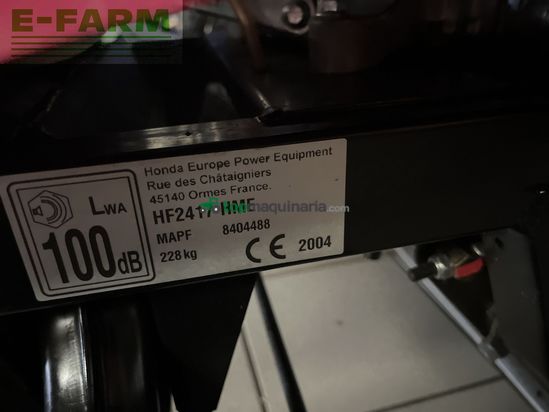 E-FARM
LWA
100dB
Honda Europe Power Equipment
Rue des Châtaigniers
45140 Ormes France.
HF2417 HME
maquinaria.com
MAPF 8404488
228 kg CE 2004